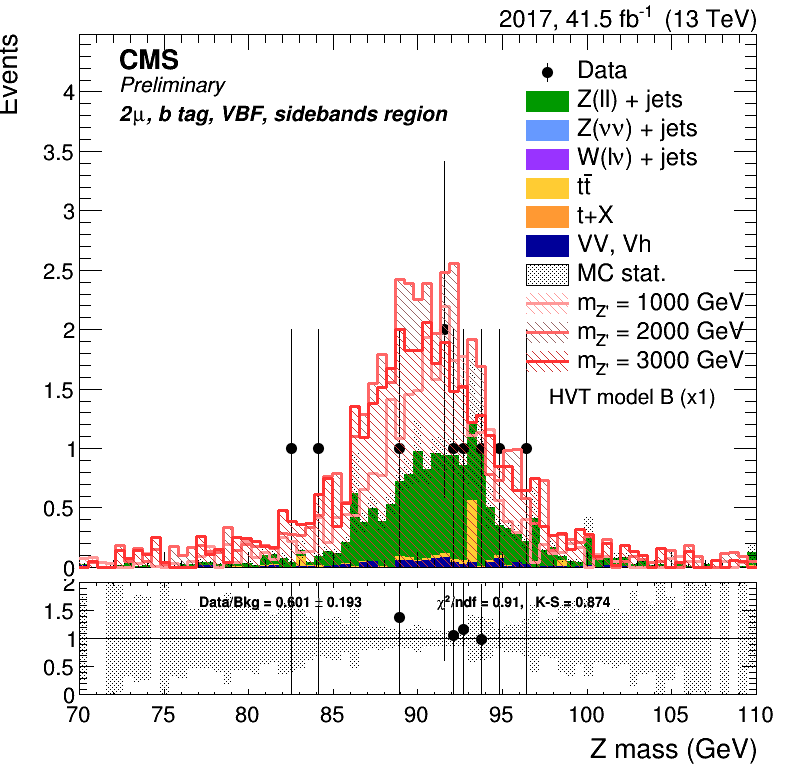 2017, 41.5 fb⁻¹ (13 TeV)
Events
CMS
Preliminary
2μ, b tag, VBF, sidebands region
Data
Z(ll) + jets
Z(νν) + jets
W(lν) + jets
tt̄
t+X
VV, Vh
MC stat.
m_Z' = 1000 GeV
m_Z' = 2000 GeV
m_Z' = 3000 GeV
HVT model B (x1)
4
3.5
3
2.5
2
1.5
1
0.5
0
Data/Bkg = 0.601 ± 0.193
χ²/ndf = 0.91, K-S = 0.874
2
1.5
1
0.5
0
70 75 80 85 90 95 100 105 110
Z mass (GeV)